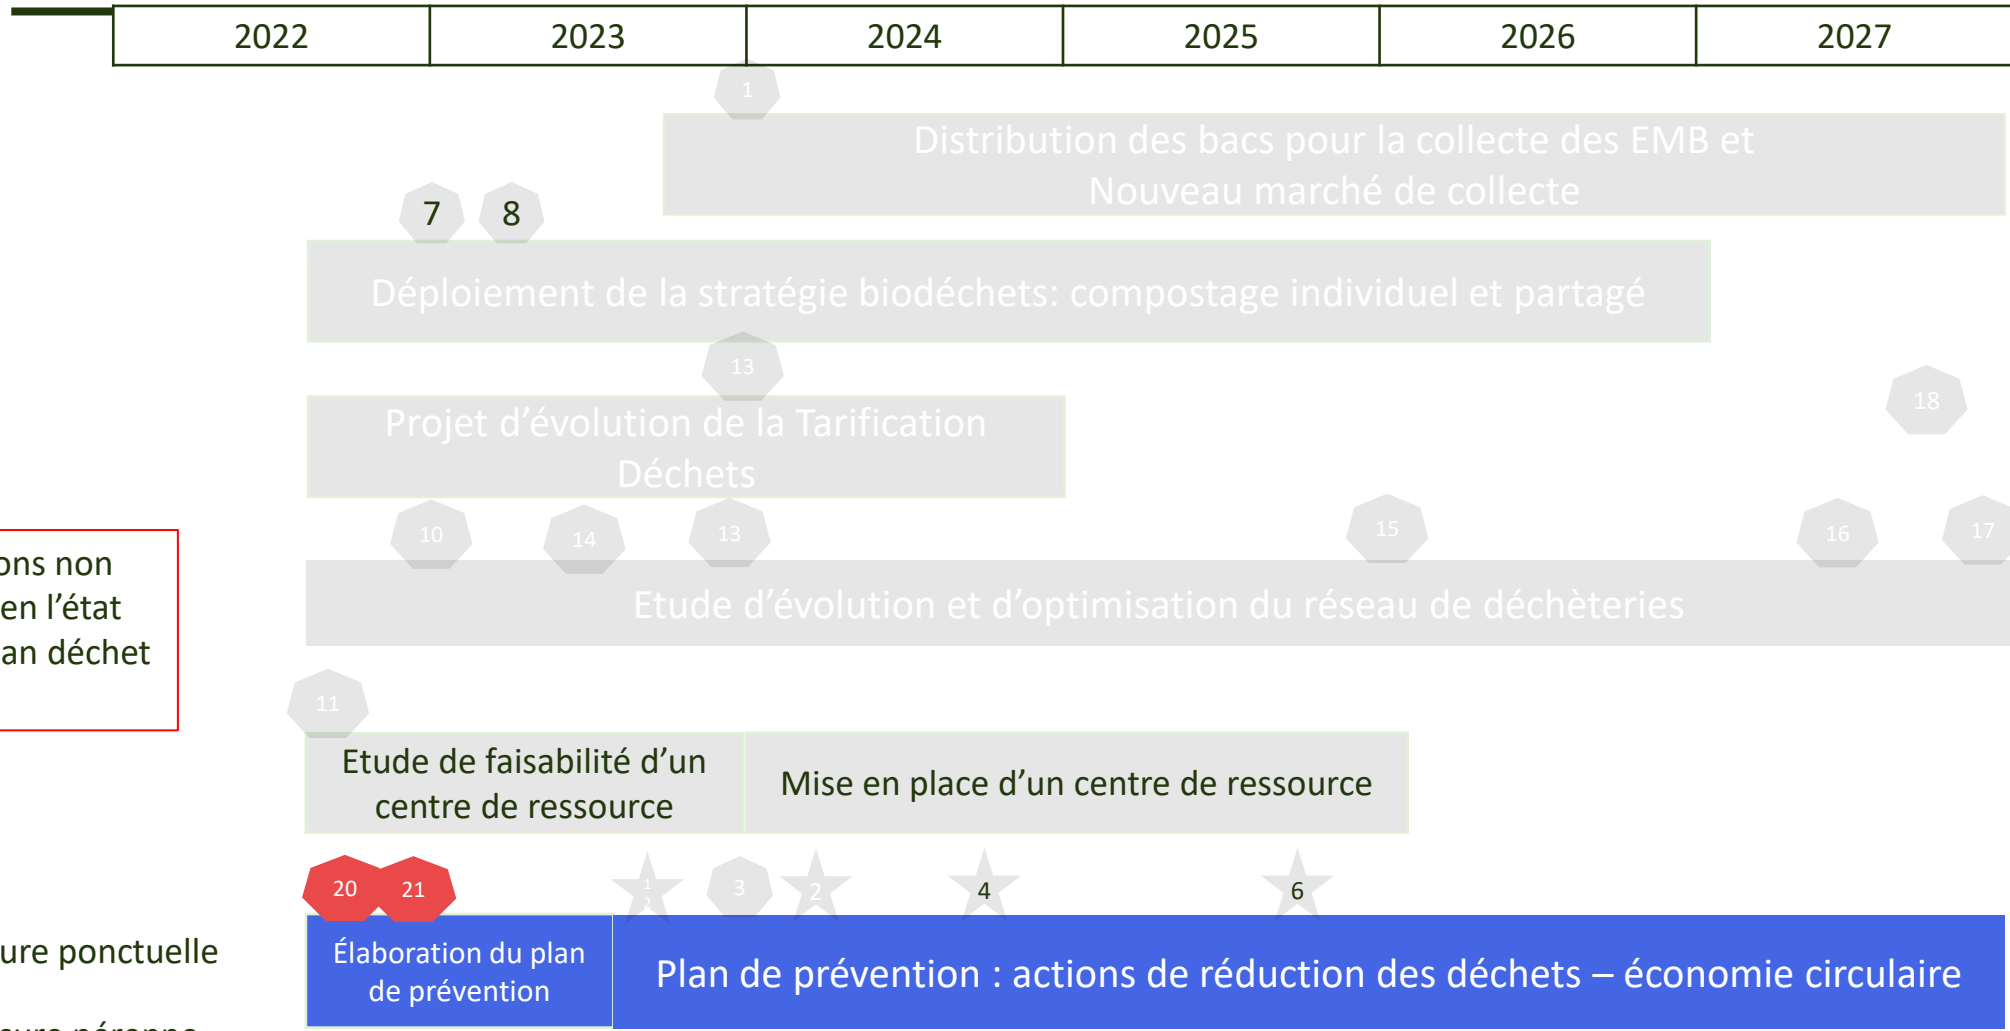 2022 2023 2024 2025 2026 2027
1
Distribution des bacs pour la collecte des EMB et
Nouveau marché de collecte
7 8
Déploiement de la stratégie biodéchets: compostage individuel et partagé
13
18
Projet d’évolution de la Tarification
Déchets
10 14 13 15 16 17
Etude d’évolution et d’optimisation du réseau de déchèteries
ons non
en l’état
an déchet
11
Etude de faisabilité d’un
centre de ressource
Mise en place d’un centre de ressource
20 21 1 3 2 4 6
2
ure ponctuelle
Élaboration du plan
de prévention
Plan de prévention : actions de réduction des déchets – économie circulaire